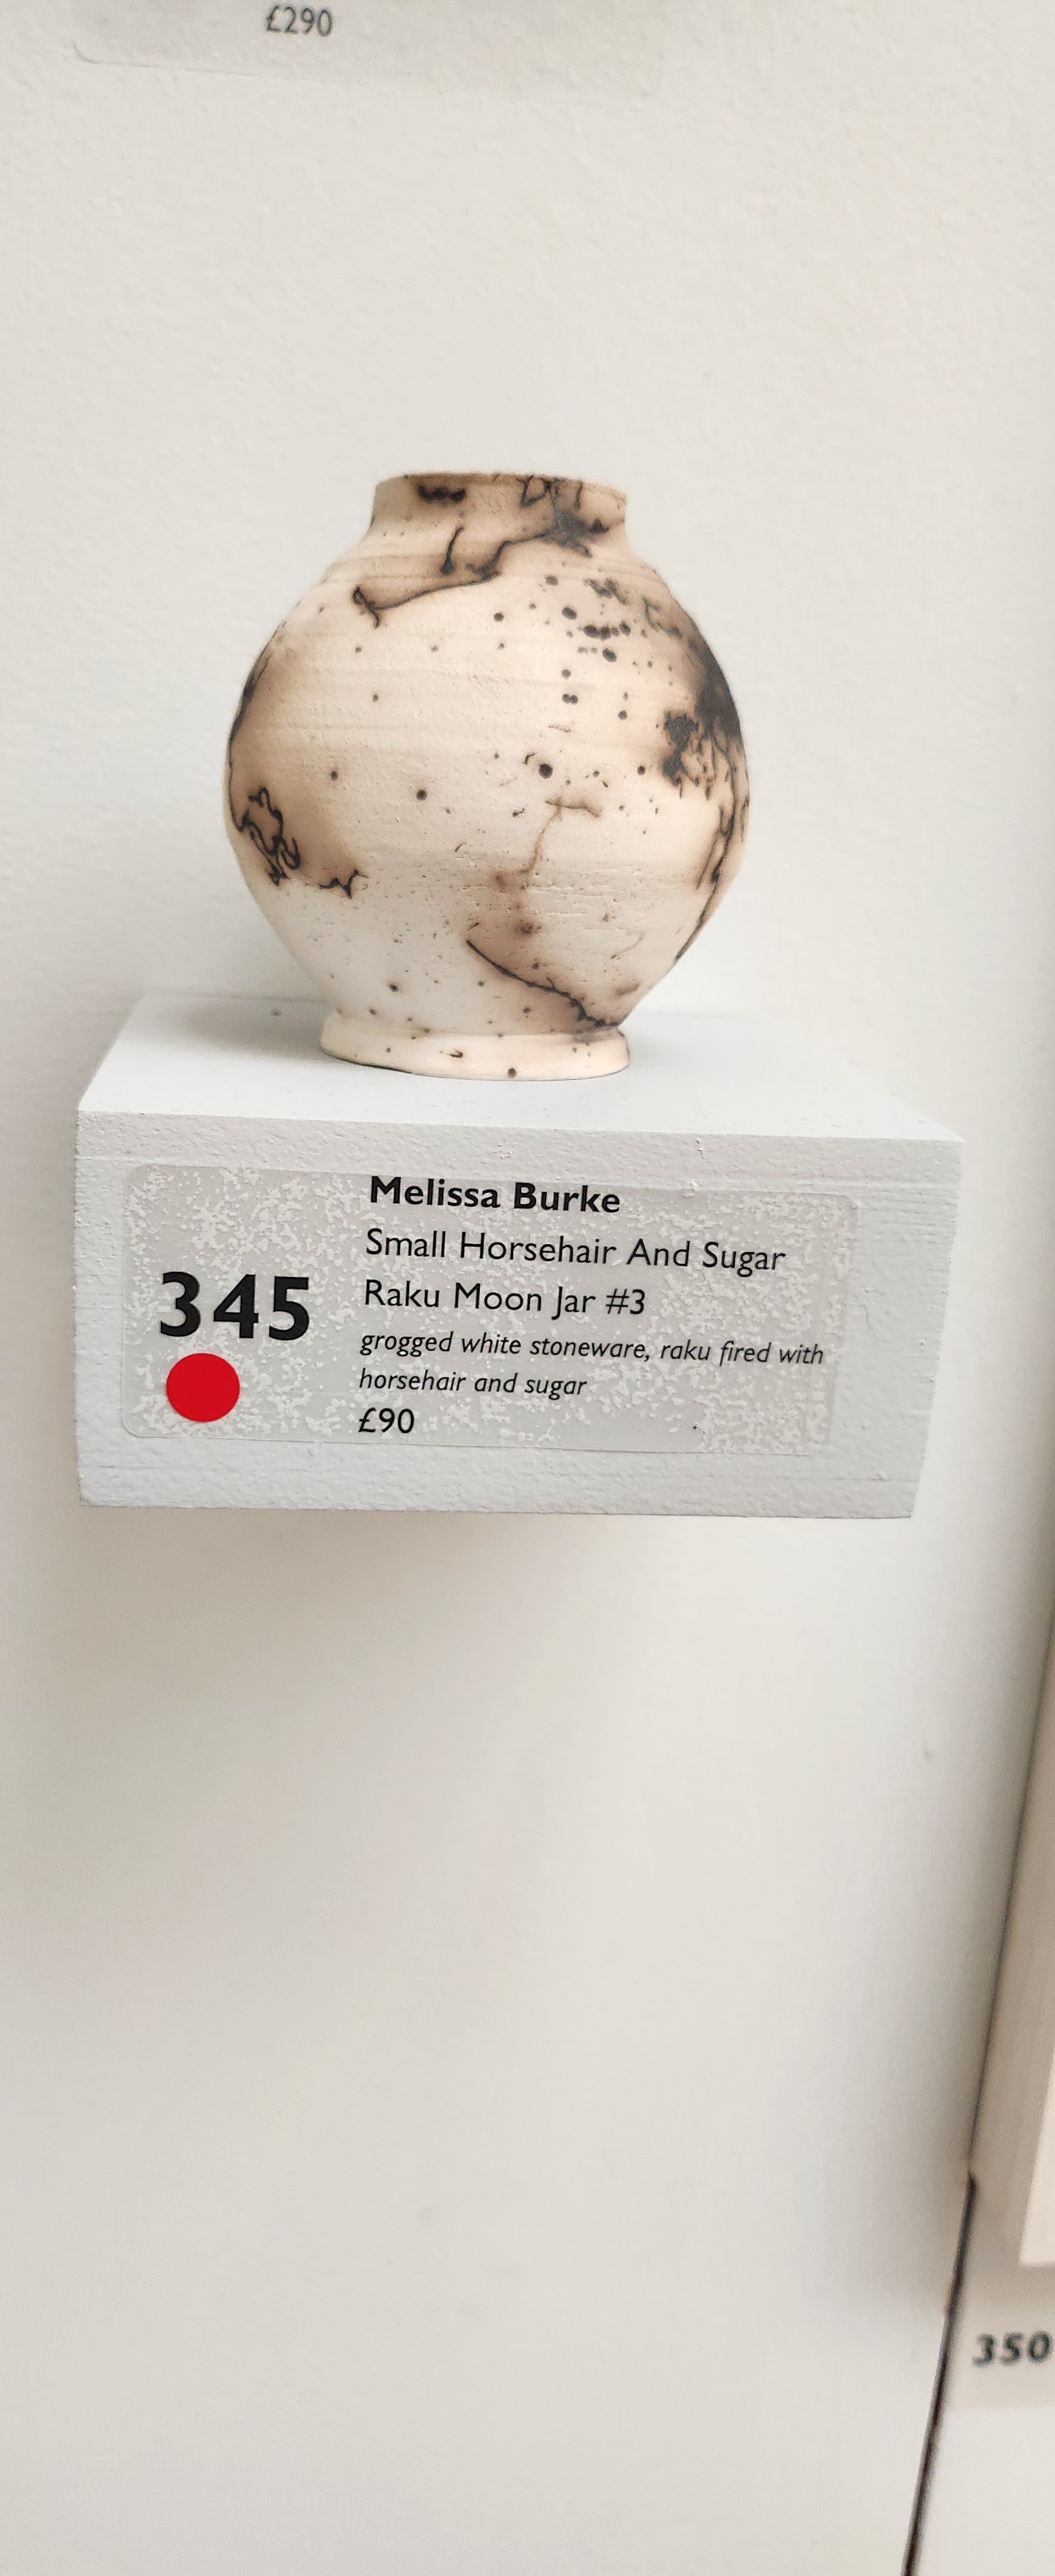 £290
345
Melissa Burke
Small Horsehair And Sugar
Raku Moon Jar #3
grogged white stoneware, raku fired with
horsehair and sugar
£90
350